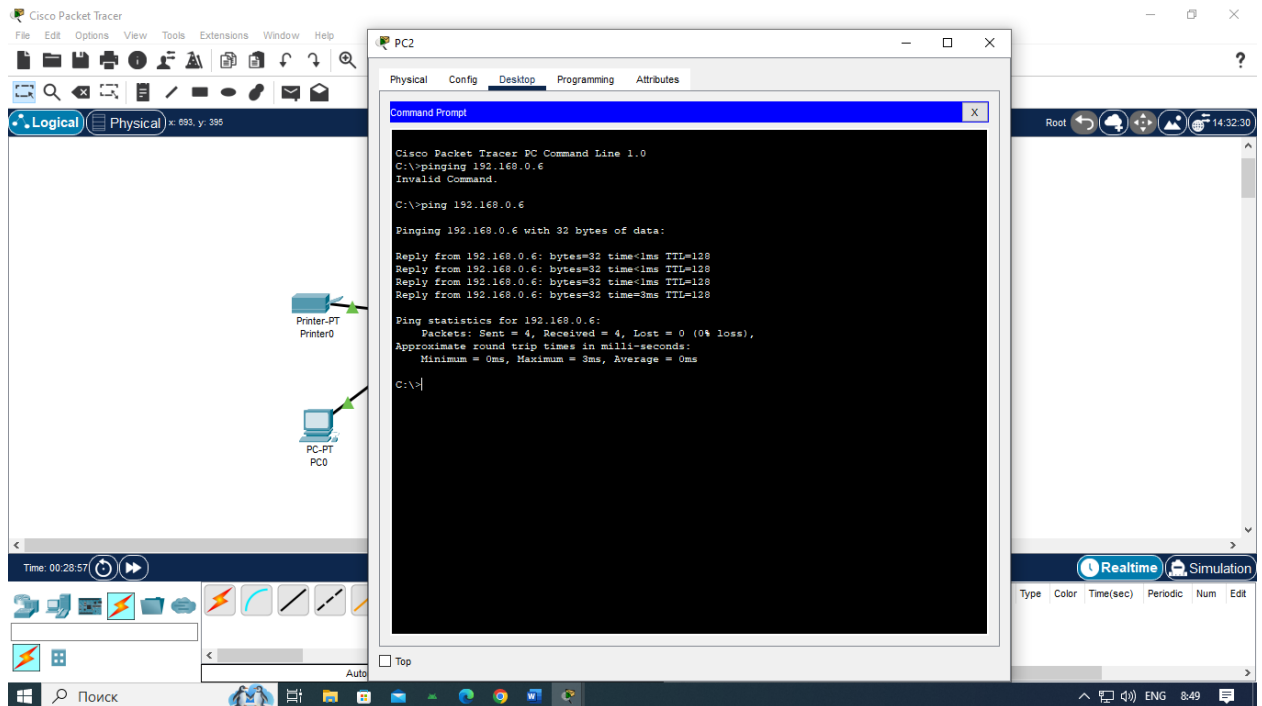 Cisco Packet Tracer
File Edit Options View Tools Extensions Window Help
PC2
?
Physical Config Desktop Programming Attributes
Command Prompt X
Logical Physical x: 693, y: 395
Root 14:32:30
Cisco Packet Tracer PC Command Line 1.0
C:\>pinging 192.168.0.6
Invalid Command.
C:\>ping 192.168.0.6
Pinging 192.168.0.6 with 32 bytes of data:
Reply from 192.168.0.6: bytes=32 time<1ms TTL=128
Reply from 192.168.0.6: bytes=32 time<1ms TTL=128
Reply from 192.168.0.6: bytes=32 time<1ms TTL=128
Reply from 192.168.0.6: bytes=32 time=3ms TTL=128
Ping statistics for 192.168.0.6:
Packets: Sent = 4, Received = 4, Lost = 0 (0% loss),
Approximate round trip times in milli-seconds:
Minimum = 0ms, Maximum = 3ms, Average = 0ms
C:\>
Printer-PT
Printer0
PC-PT
PC0
Time: 00:28:57
Realtime Simulation
Type Color Time(sec) Periodic Num Edit
Top
Auto
Поиск
ENG 8:49